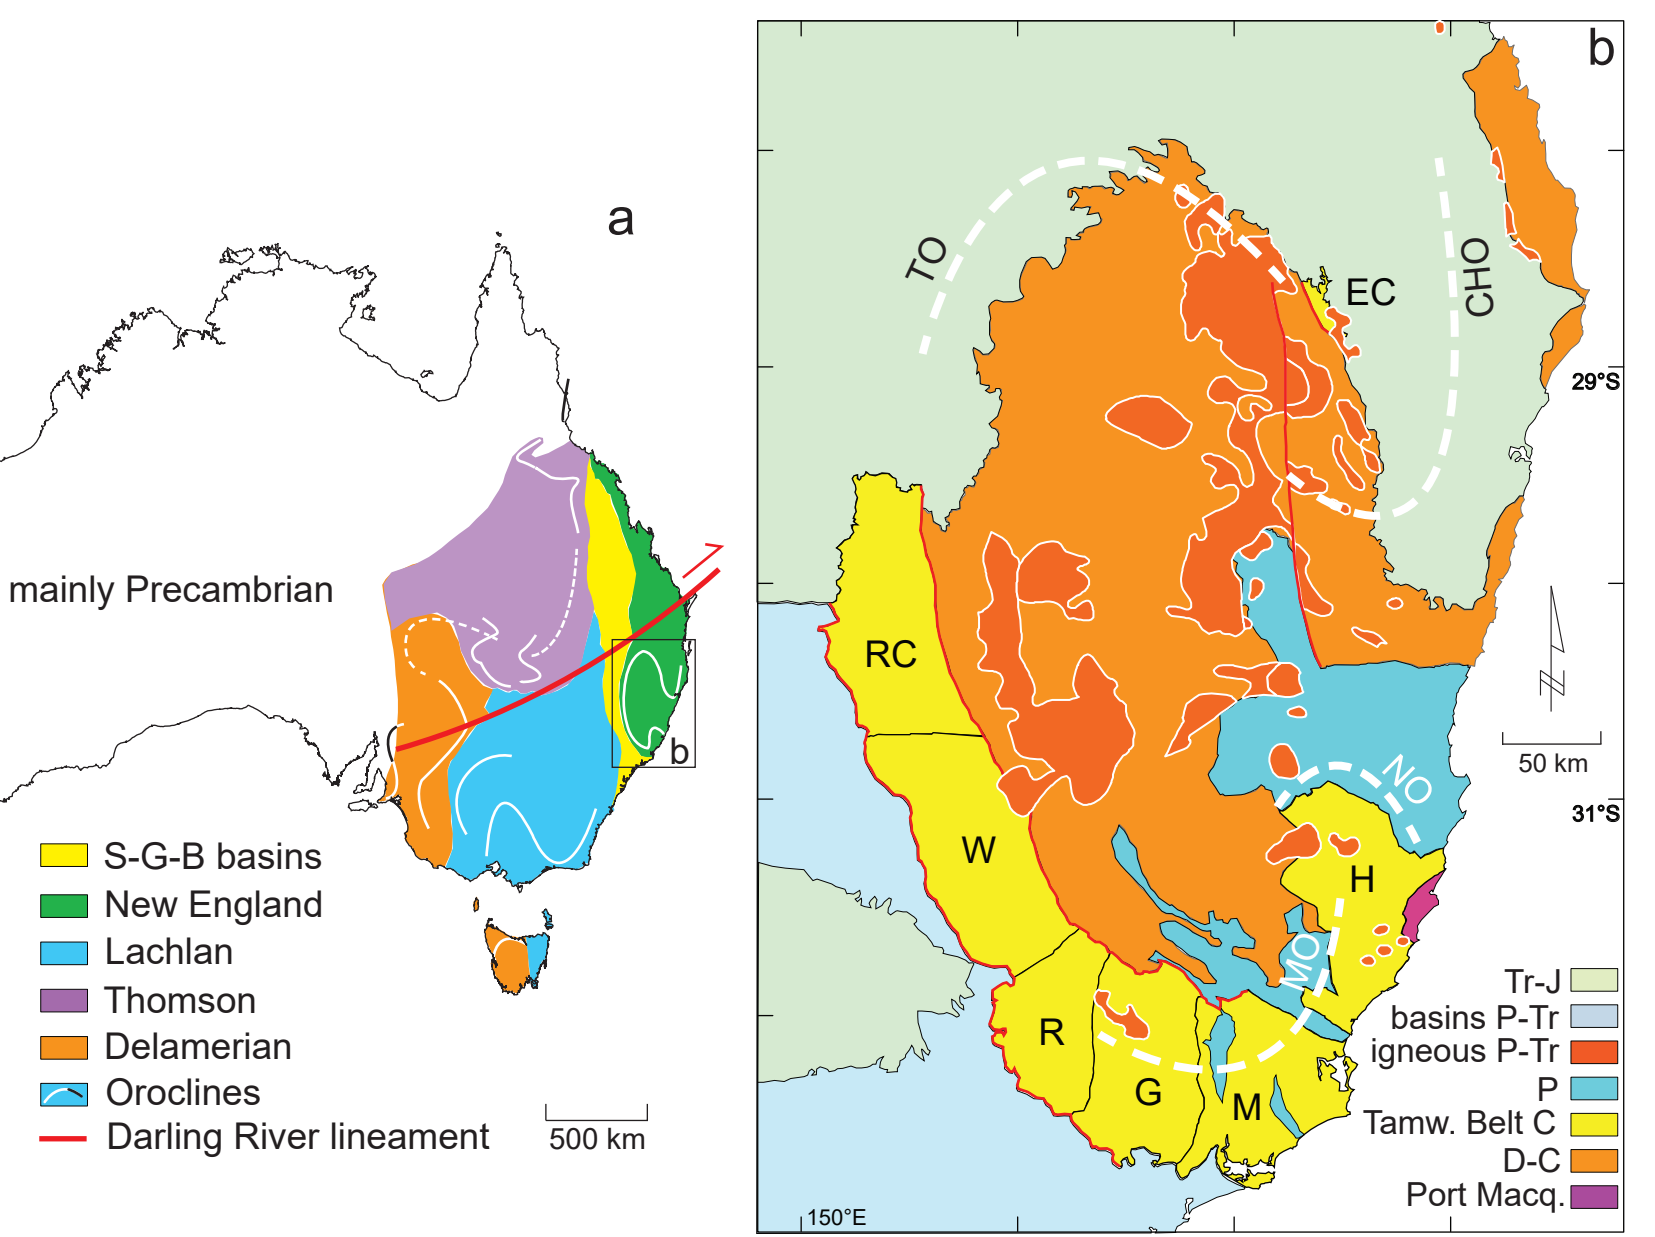 a
mainly Precambrian
b
S-G-B basins
New England
Lachlan
Thomson
Delamerian
Oroclines
Darling River lineament
500 km
b
TO
EC
CHO
29°S
RC
N
50 km
NO
31°S
W
H
MO
R
G
M
Tr-J
basins P-Tr
igneous P-Tr
P
Tamw. Belt C
D-C
Port Macq.
150°E